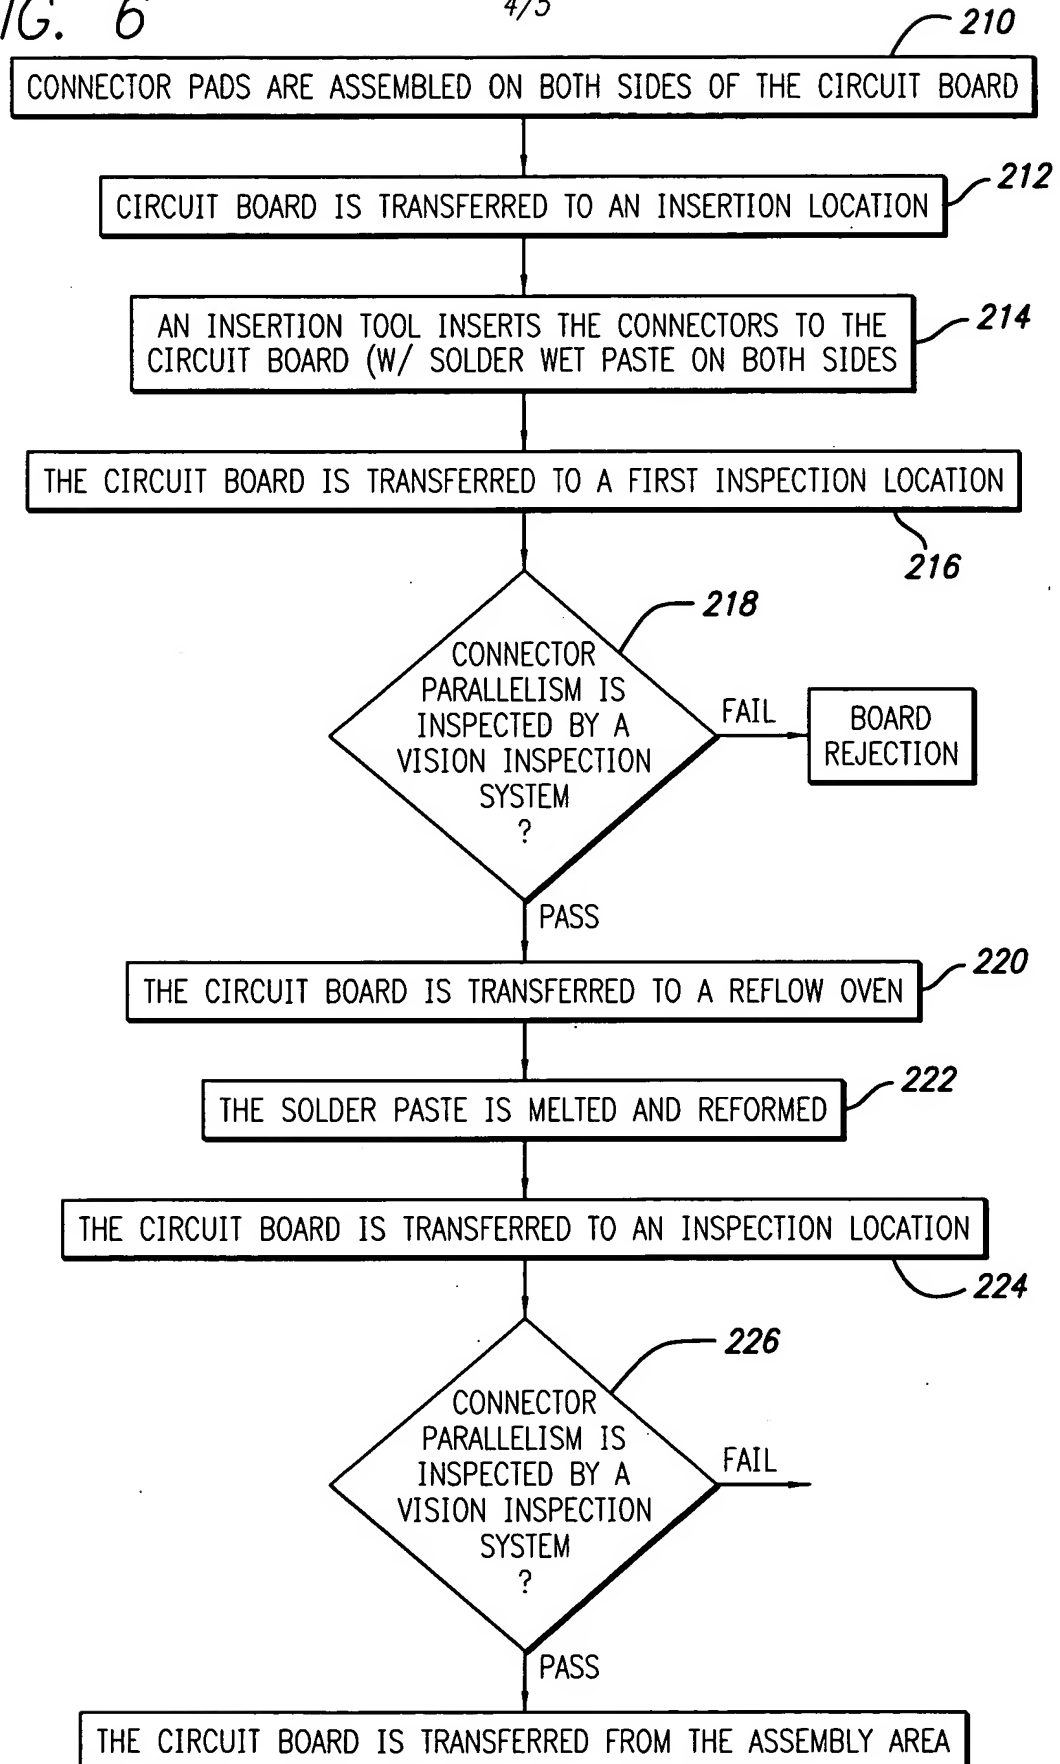 IG. 6
4/5
210
CONNECTOR PADS ARE ASSEMBLED ON BOTH SIDES OF THE CIRCUIT BOARD
212
CIRCUIT BOARD IS TRANSFERRED TO AN INSERTION LOCATION
214
AN INSERTION TOOL INSERTS THE CONNECTORS TO THE
CIRCUIT BOARD (W/ SOLDER WET PASTE ON BOTH SIDES
THE CIRCUIT BOARD IS TRANSFERRED TO A FIRST INSPECTION LOCATION
216
218
CONNECTOR
PARALLELISM IS
INSPECTED BY A
VISION INSPECTION
SYSTEM
?
FAIL
BOARD
REJECTION
PASS
220
THE CIRCUIT BOARD IS TRANSFERRED TO A REFLOW OVEN
222
THE SOLDER PASTE IS MELTED AND REFORMED
THE CIRCUIT BOARD IS TRANSFERRED TO AN INSPECTION LOCATION
224
226
CONNECTOR
PARALLELISM IS
INSPECTED BY A
VISION INSPECTION
SYSTEM
?
FAIL
PASS
THE CIRCUIT BOARD IS TRANSFERRED FROM THE ASSEMBLY AREA